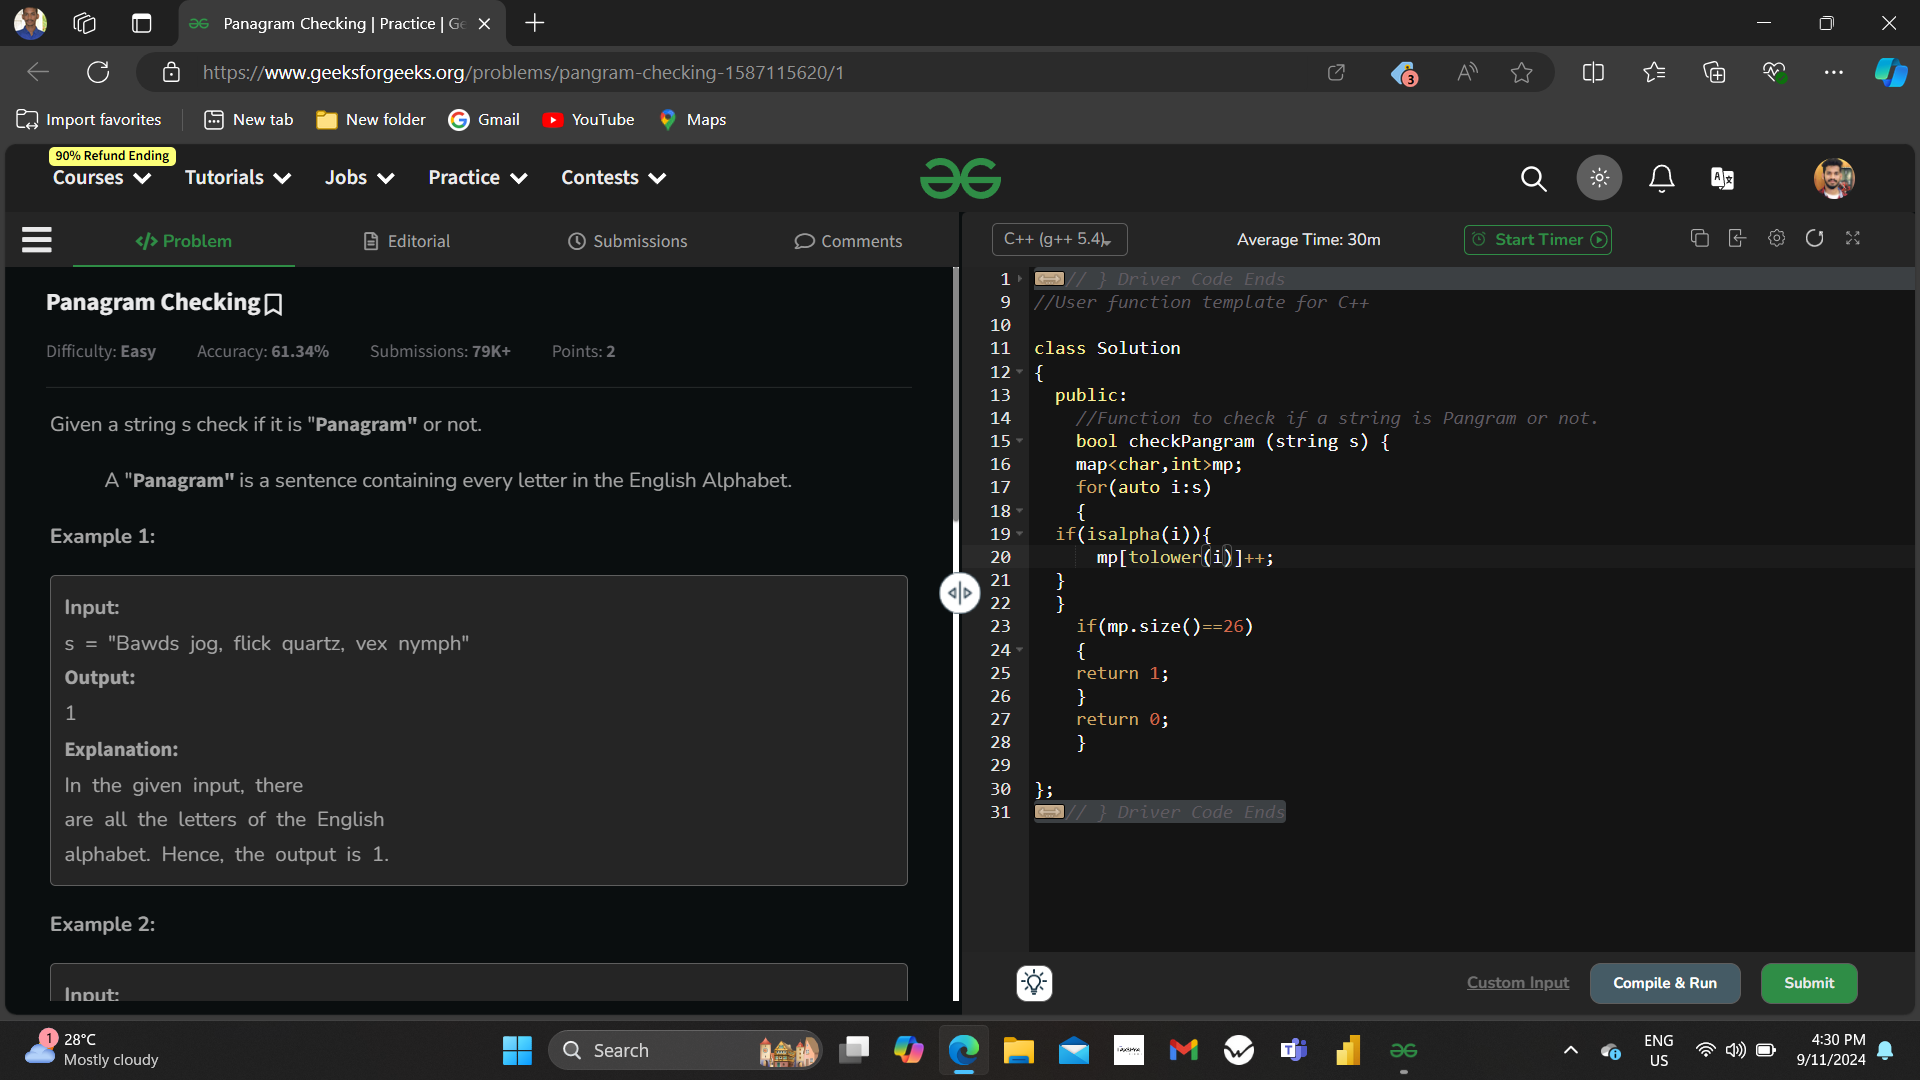 Panagram Checking | Practice | Ge
https://www.geeksforgeeks.org/problems/pangram-checking-1587115620/1
3
Import favorites
New tab
New folder
Gmail
YouTube
Maps
90% Refund Ending
Courses
Tutorials
Jobs
Practice
Contests
</> Problem
Editorial
Submissions
Comments
C++ (g++ 5.4)
Average Time: 30m
Start Timer
Panagram Checking
Difficulty: Easy
Accuracy: 61.34%
Submissions: 79K+
Points: 2
Given a string s check if it is "Panagram" or not.
A "Panagram" is a sentence containing every letter in the English Alphabet.
Example 1:
Input:
s = "Bawds jog, flick quartz, vex nymph"
Output:
1
Explanation:
In the given input, there
are all the letters of the English
alphabet. Hence, the output is 1.
Example 2:
Input:
1 // } Driver Code Ends
9 //User function template for C++
10
11 class Solution
12 {
13 public:
14 //Function to check if a string is Pangram or not.
15 bool checkPangram (string s) {
16 map<char,int>mp;
17 for(auto i:s)
18 {
19 if(isalpha(i)){
20 mp[tolower(i)]++;
21 }
22 }
23 if(mp.size()==26)
24 {
25 return 1;
26 }
27 return 0;
28 }
29
30 };
31 // } Driver Code Ends
Custom Input
Compile & Run
Submit
1
28°C
Mostly cloudy
Search
ENG
US
4:30 PM
9/11/2024